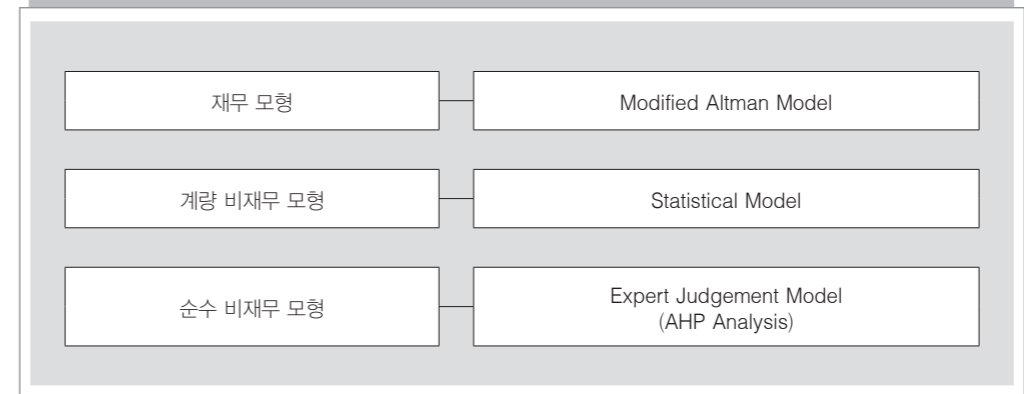 재무 모형
Modified Altman Model
계량 비재무 모형
Statistical Model
순수 비재무 모형
Expert Judgement Model
(AHP Analysis)